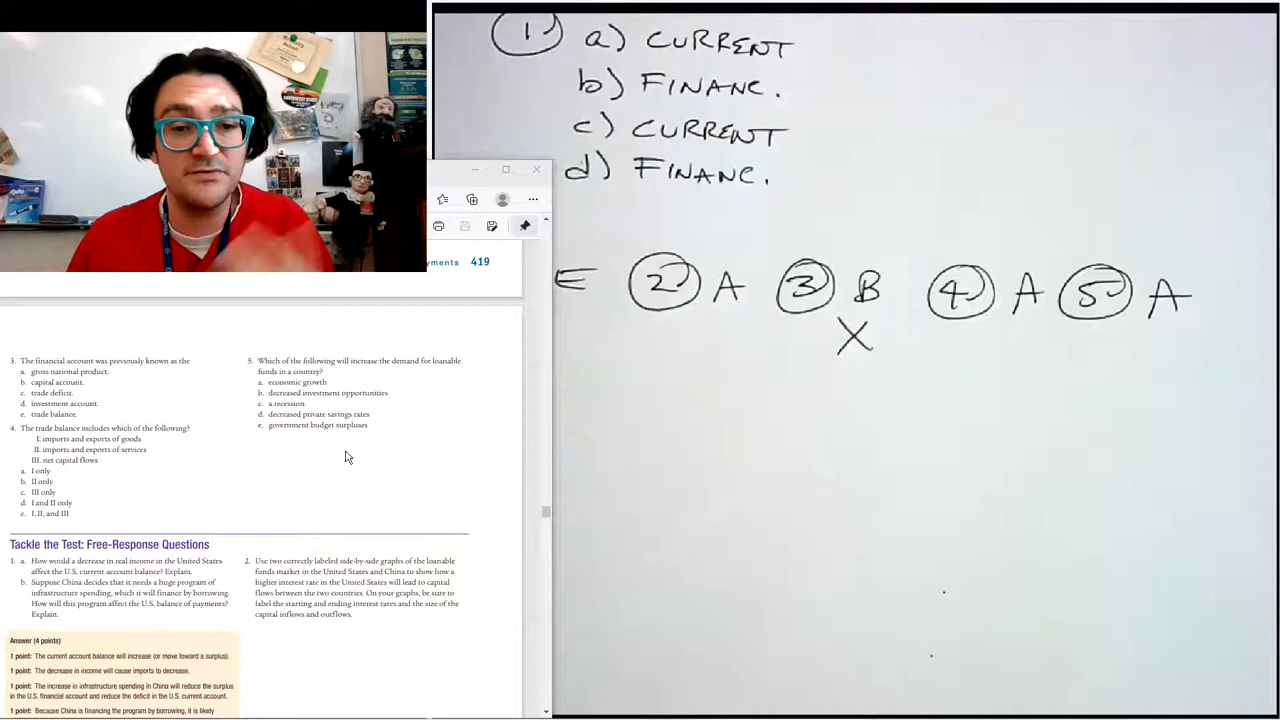 1 a) CURRENT
b) FINANC.
c) CURRENT
d) FINANC.
E 2 A 3 B 4 A 5 A
X
yments 419
3. The financial account was previously known as the
a. gross national product.
b. capital account.
c. trade deficit.
d. investment account.
e. trade balance.
4. The trade balance includes which of the following?
I. imports and exports of goods
II. imports and exports of services
III. net capital flows
a. I only
b. II only
c. III only
d. I and II only
e. I, II, and III
5. Which of the following will increase the demand for loanable
funds in a country?
a. economic growth
b. decreased investment opportunities
c. a recession
d. decreased private savings rates
e. government budget surpluses
Tackle the Test: Free-Response Questions
1. a. How would a decrease in real income in the United States
affect the U.S. current account balance? Explain.
b. Suppose China decides that it needs a huge program of
infrastructure spending, which it will finance by borrowing.
How will this program affect the U.S. balance of payments?
Explain.
2. Use two correctly labeled side-by-side graphs of the loanable
funds market in the United States and China to show how a
higher interest rate in the United States will lead to capital
flows between the two countries. On your graphs, be sure to
label the starting and ending interest rates and the size of the
capital inflows and outflows.
Answer (4 points)
1 point: The current account balance will increase (or move toward a surplus).
1 point: The decrease in income will cause imports to decrease.
1 point: The increase in infrastructure spending in China will reduce the surplus
in the U.S. financial account and reduce the deficit in the U.S. current account.
1 point: Because China is financing the program by borrowing, it is likely